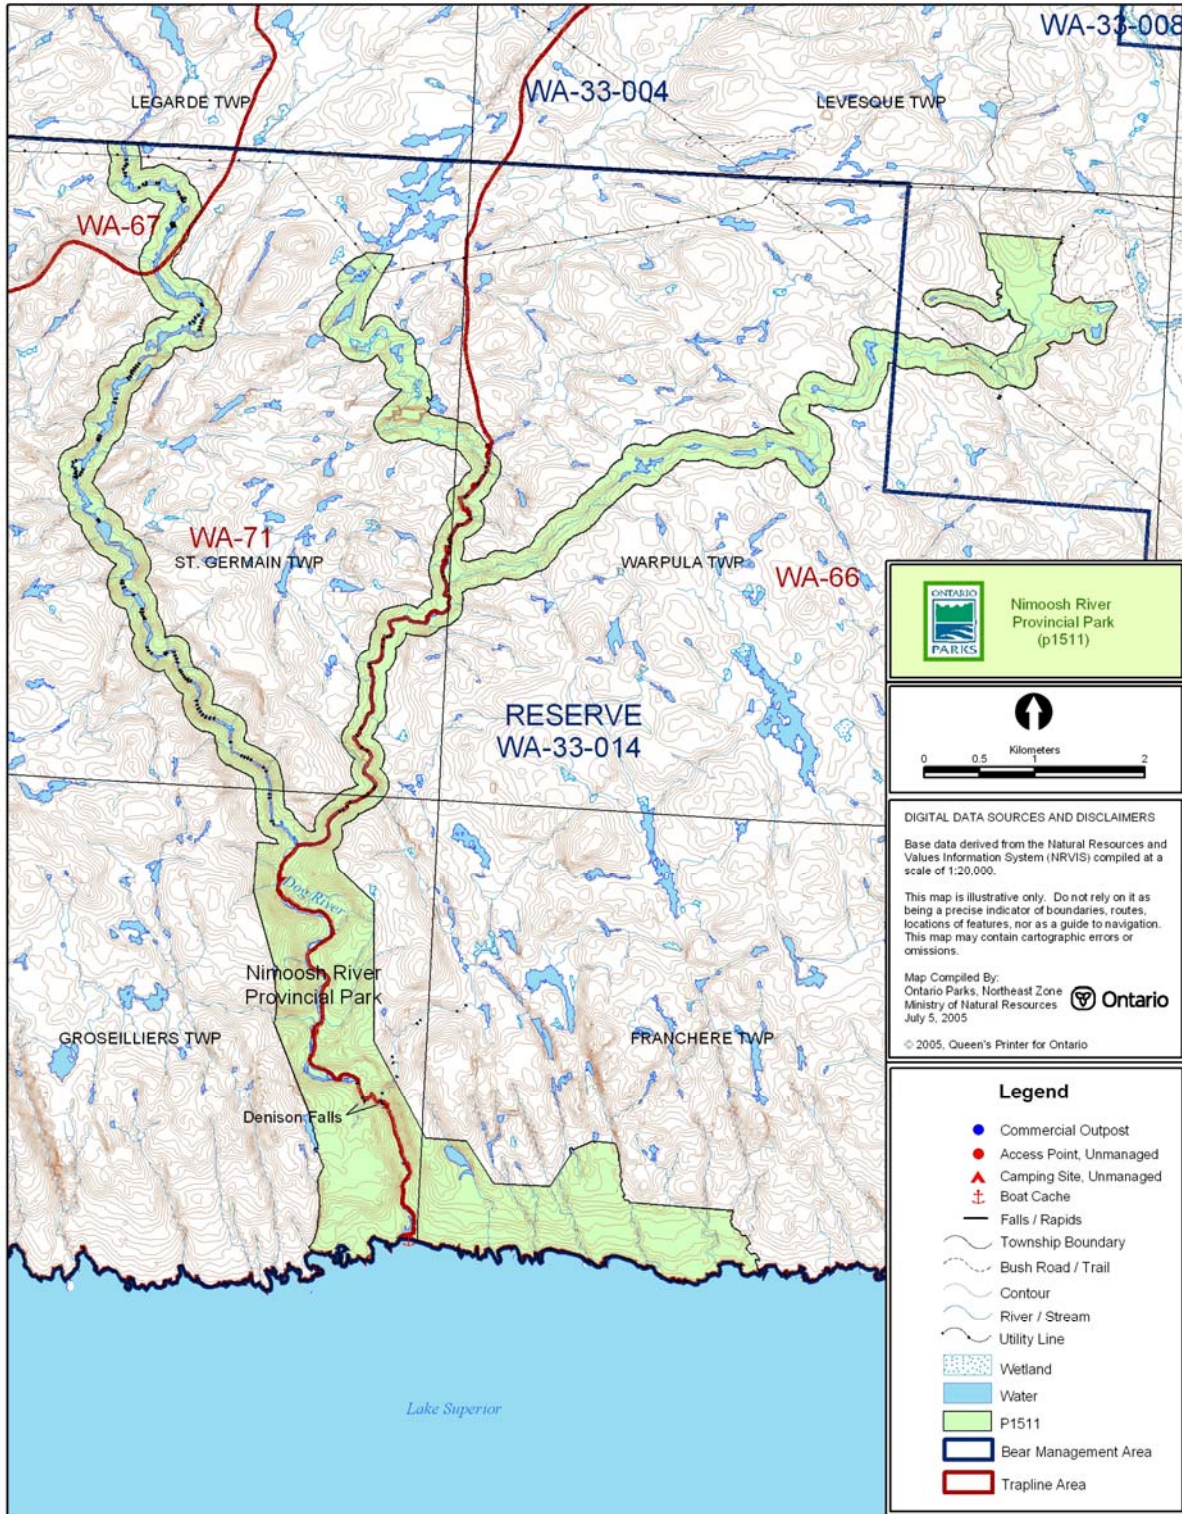 WA-33-008
LEGARDE TWP
WA-33-004
LEVESQUE TWP
WA-67
WA-71
ST. GERMAIN TWP
WARPULA TWP
WA-66
RESERVE
WA-33-014
Dog River
Nimoosh River
Provincial Park
GROSEILLIERS TWP
FRANCHERE TWP
Denison Falls
Lake Superior
ONTARIO
PARKS
Nimoosh River
Provincial Park
(p1511)
Kilometers
0 0.5 1 2
DIGITAL DATA SOURCES AND DISCLAIMERS
Base data derived from the Natural Resources and
Values Information System (NRVIS) compiled at a
scale of 1:20,000.
This map is illustrative only. Do not rely on it as
being a precise indicator of boundaries, routes,
locations of features, nor as a guide to navigation.
This map may contain cartographic errors or
omissions.
Map Compiled By:
Ontario Parks, Northeast Zone
Ministry of Natural Resources
July 5, 2005
Ontario
© 2005, Queen's Printer for Ontario
Legend
Commercial Outpost
Access Point, Unmanaged
Camping Site, Unmanaged
Boat Cache
Falls / Rapids
Township Boundary
Bush Road / Trail
Contour
River / Stream
Utility Line
Wetland
Water
P1511
Bear Management Area
Trapline Area